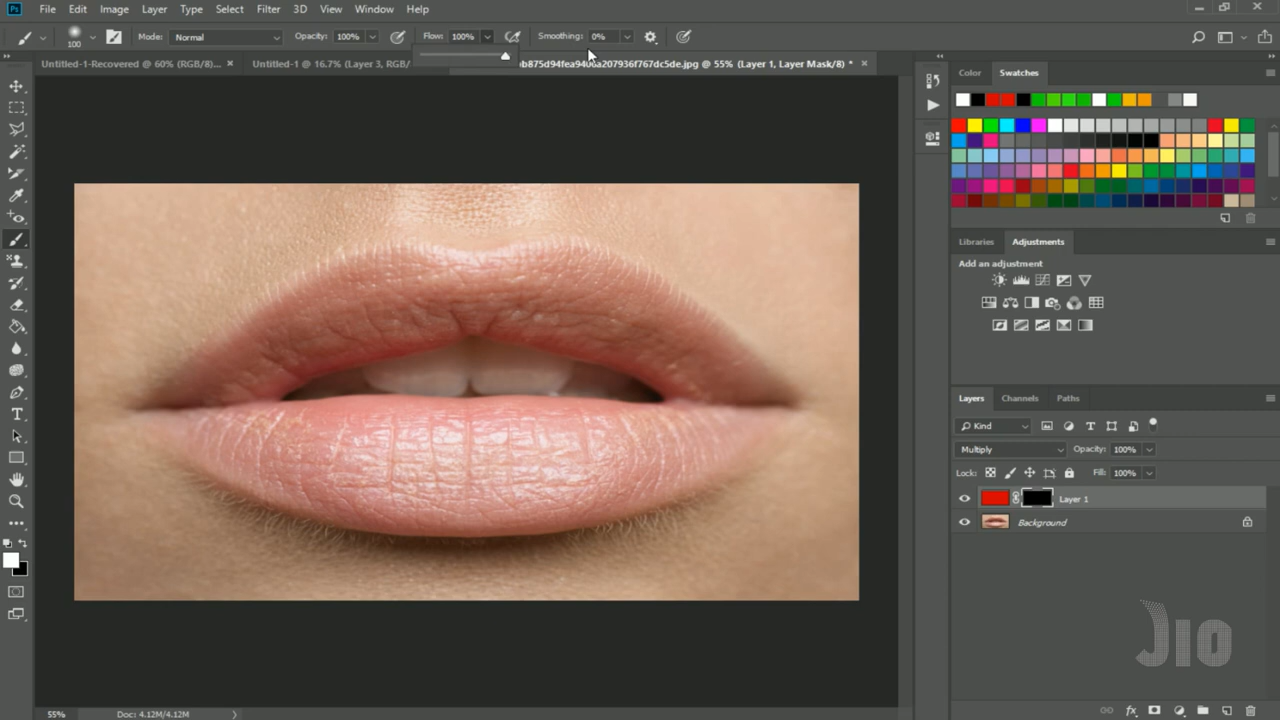 Ps File Edit Image Layer Type Select Filter 3D View Window Help
100 Mode: Normal Opacity: 100% Flow: 100% Smoothing: 0%
Untitled-1-Recovered @ 60% (RGB/8)... × Untitled-1 @ 16.7% (Layer 3, RGB/ b875d94fea9406a207936f767dc5de.jpg @ 55% (Layer 1, Layer Mask/8) * ×
Color Swatches
Libraries Adjustments
Add an adjustment
Layers Channels Paths
Kind
Multiply Opacity: 100%
Lock: Fill: 100%
Layer 1
Background
Jio
55% Doc: 4.12M/4.12M